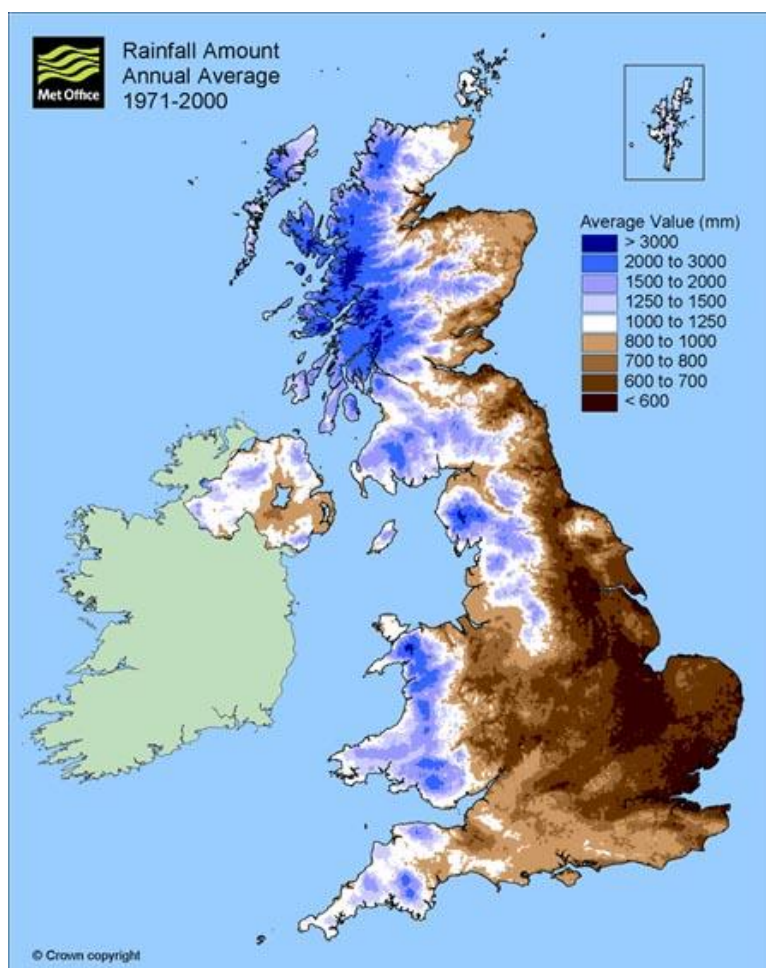 Met Office
Rainfall Amount
Annual Average
1971-2000
Average Value (mm)
> 3000
2000 to 3000
1500 to 2000
1250 to 1500
1000 to 1250
800 to 1000
700 to 800
600 to 700
< 600
© Crown copyright